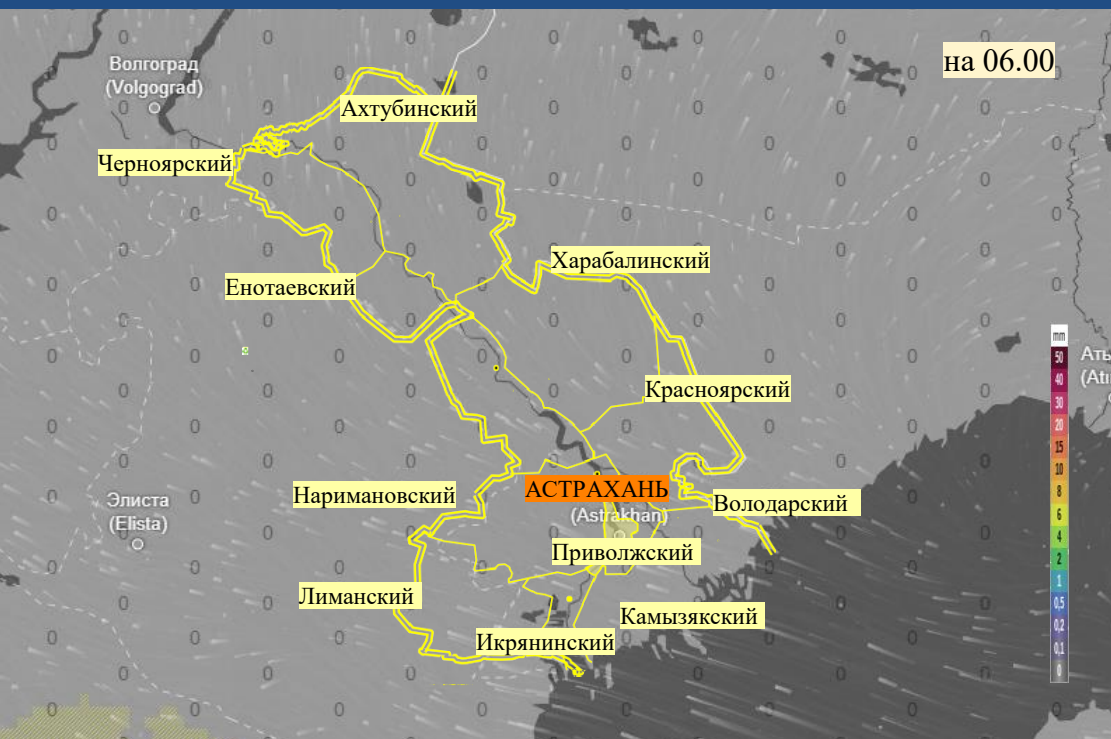 на 06.00
Волгоград
(Volgograd)
Ахтубинский
Черноярский
Харабалинский
Енотаевский
mm
50
40
30
20
15
10
8
6
4
2
1
0,5
0,2
0,1
0
Красноярский
АСТРАХАНЬ
(Astrakhan)
Нариманoвский
Элиста
(Elista)
Володарский
Приволжский
Лиманский
Камызякский
Икрянинский